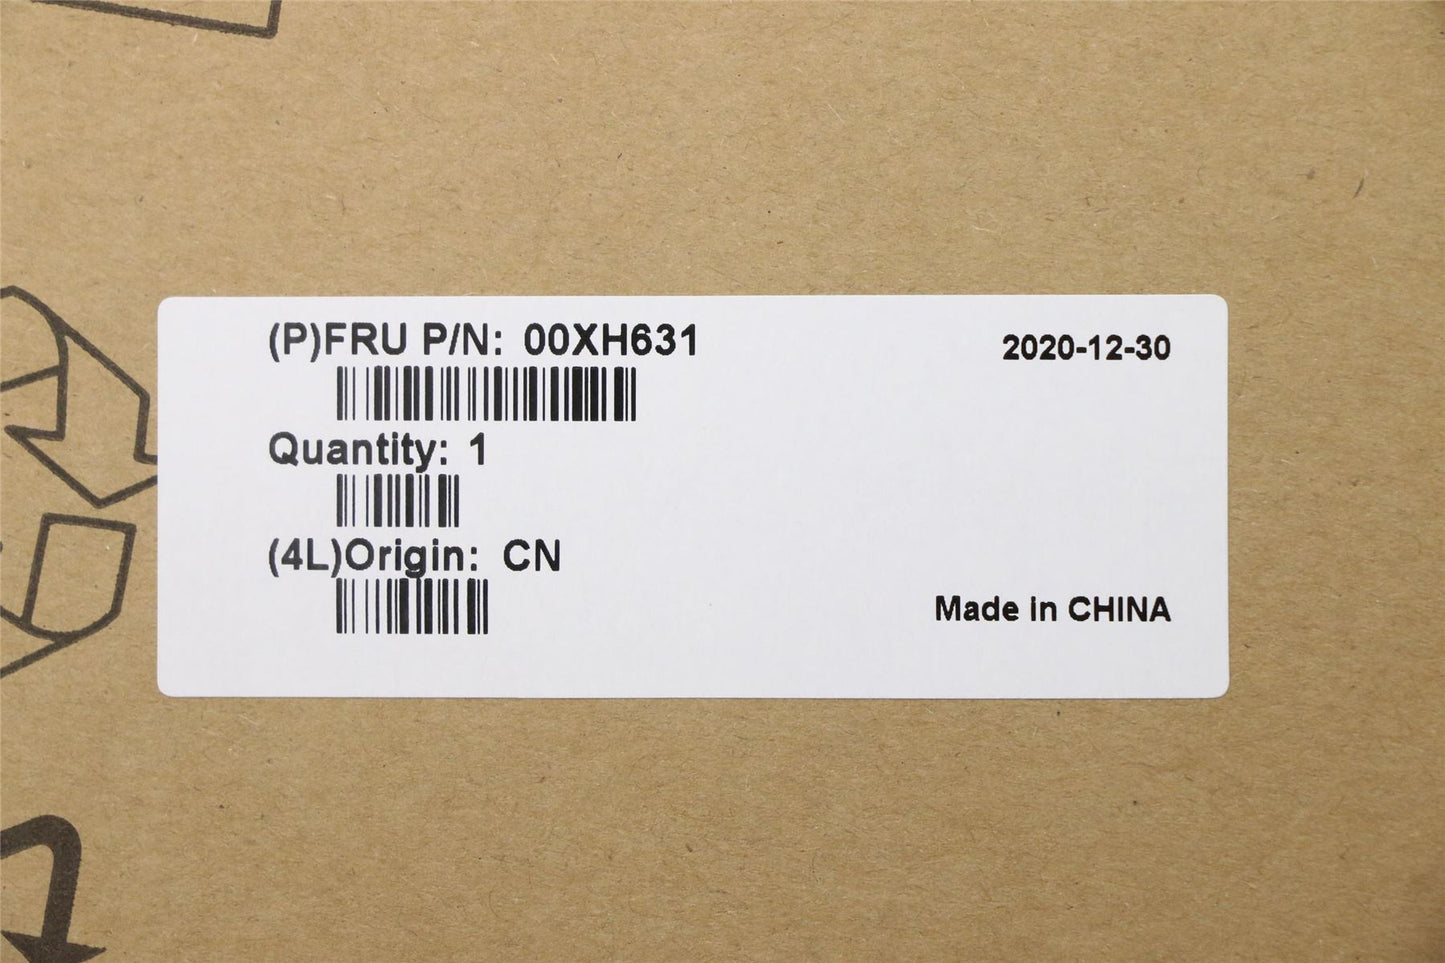 (P)FRU P/N: 00XH631
2020-12-30
Quantity: 1
(4L)Origin: CN
Made in CHINA